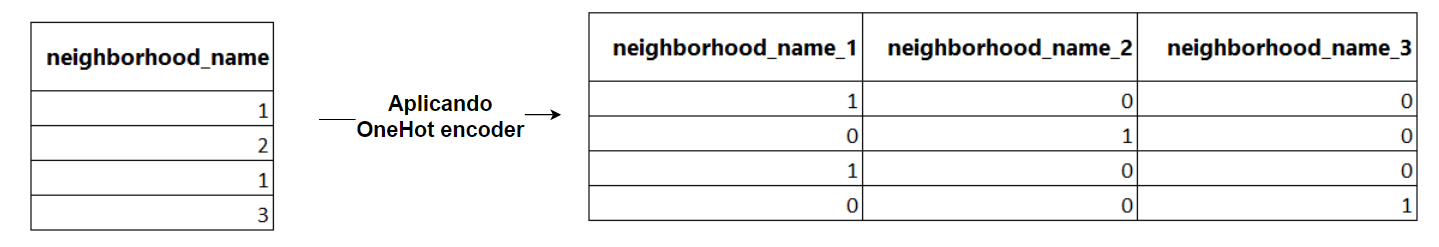 neighborhood_name
1
2
1
3
Aplicando
OneHot encoder
neighborhood_name_1 neighborhood_name_2 neighborhood_name_3
1 0 0
0 1 0
1 0 0
0 0 1